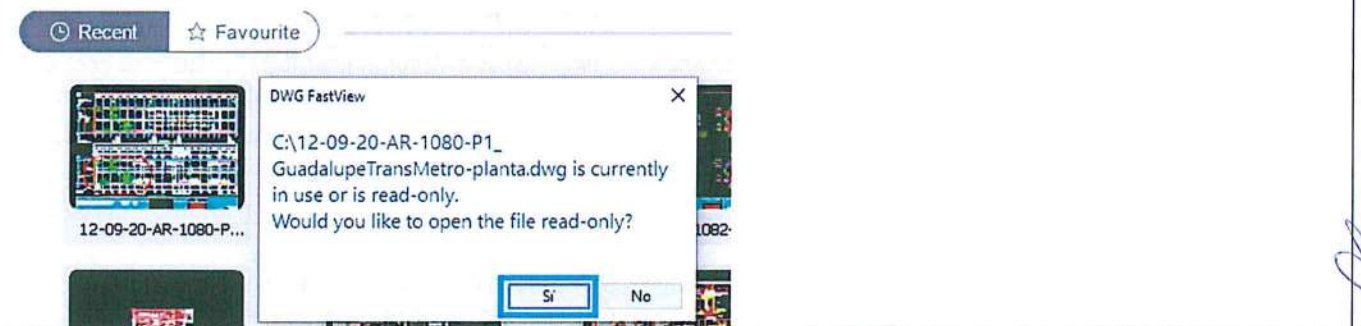 Recent
Favourite
DWG FastView
C:\12-09-20-AR-1080-P1_
GuadalupeTransMetro-planta.dwg is currently
in use or is read-only.
Would you like to open the file read-only?
12-09-20-AR-1080-P...
1082-
Sí
No